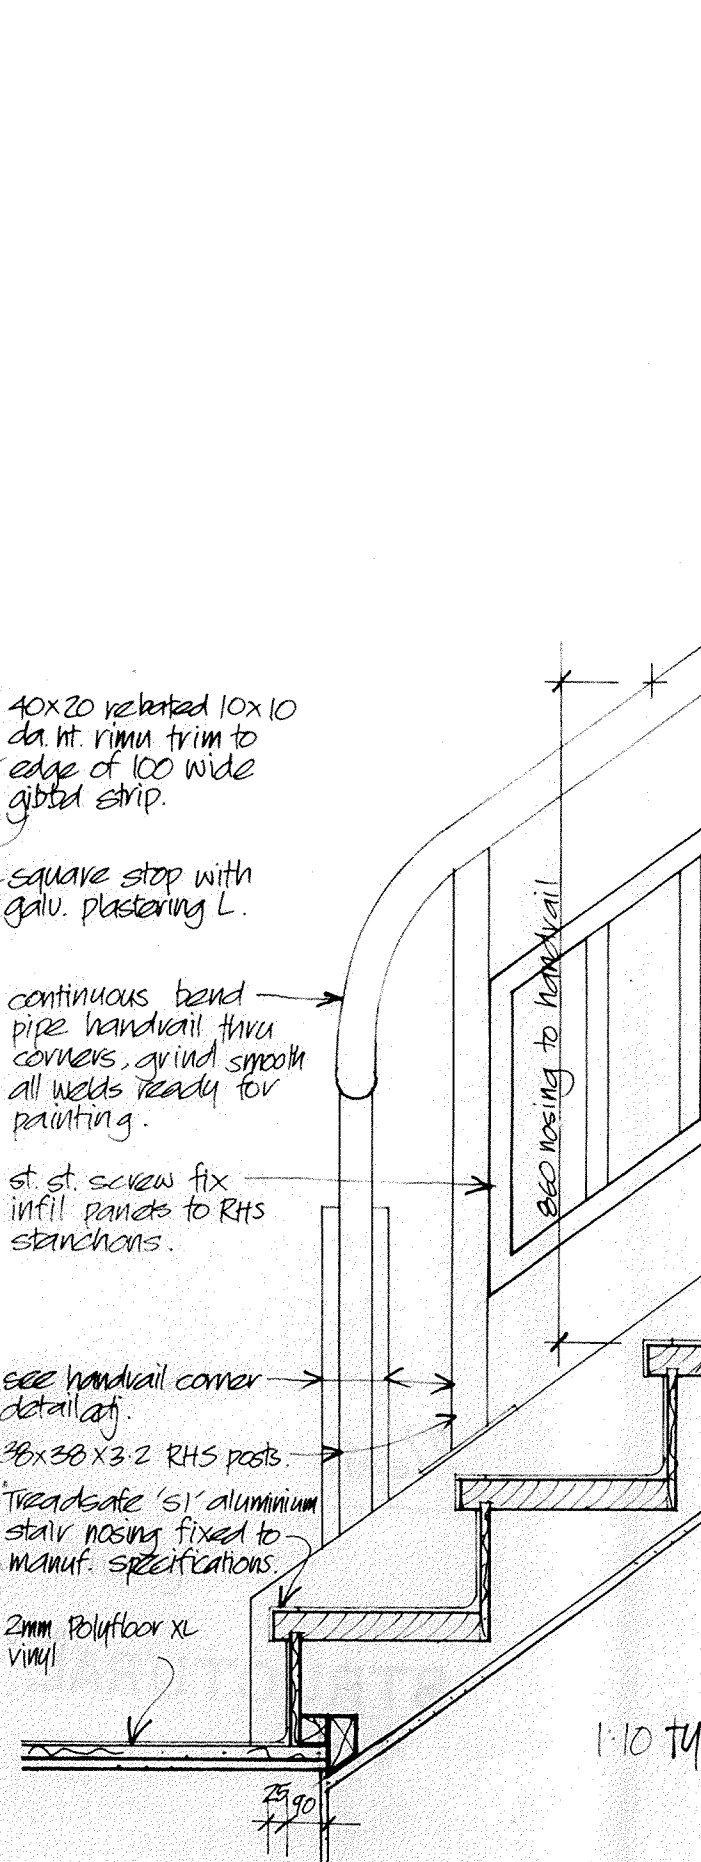 40x20 rebated 10x10
da. ht. rimu trim to
edge of 100 wide
gibbd strip.
square stop with
galv. plastering L.
continuous bend
pipe handrail thru
corners, grind smooth
all welds ready for
painting.
st. st. screw fix
infil panels to RHS
stanchons.
860 nosing to handrail
see handrail corner
detail adj.
38x38x3.2 RHS posts.
Treadsafe 'S1' aluminium
stair nosing fixed to
manuf. specifications.
2mm Polyfloor XL
vinyl
1:10 TY
25 90